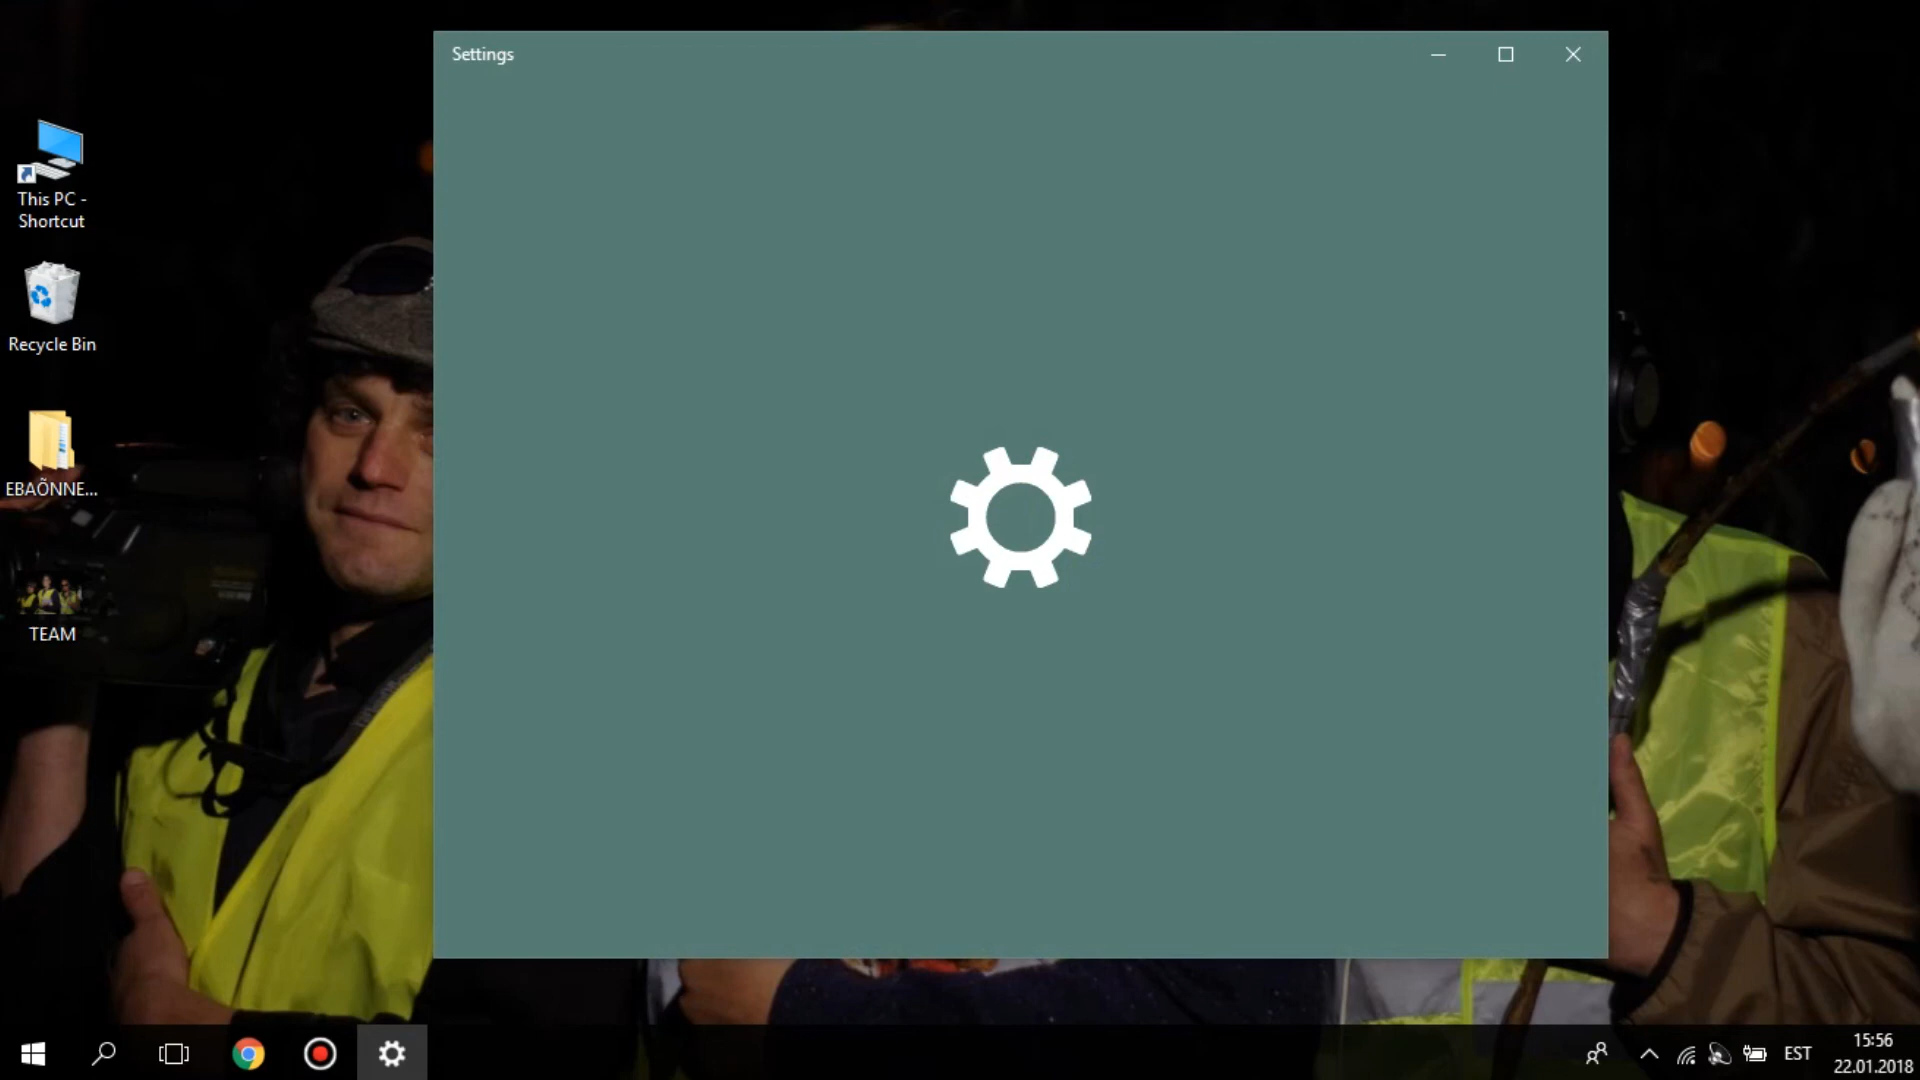 Settings
This PC -
Shortcut
Recycle Bin
EBAÕNNE...
TEAM
EST
15:56
22.01.2018